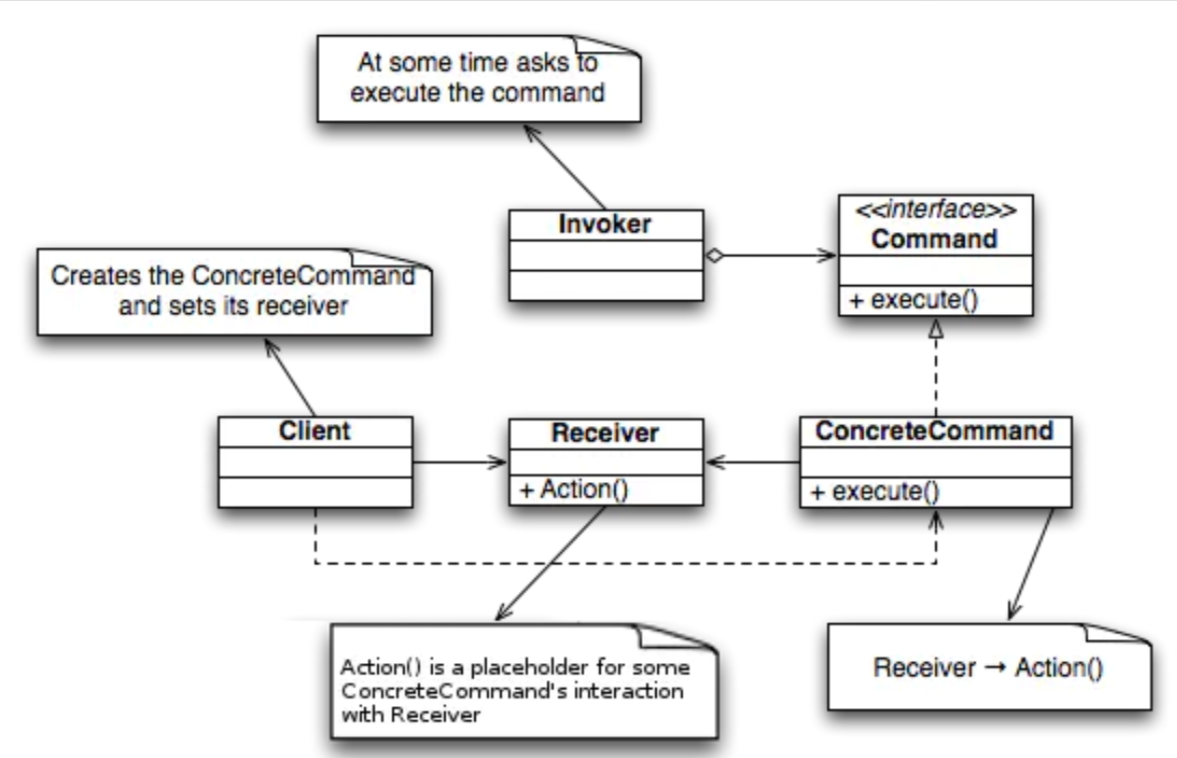 At some time asks to
execute the command
Invoker
<<interface>>
Command
+ execute()
Creates the ConcreteCommand
and sets its receiver
Client
Receiver
+ Action()
ConcreteCommand
+ execute()
Action() is a placeholder for some
ConcreteCommand's interaction
with Receiver
Receiver → Action()